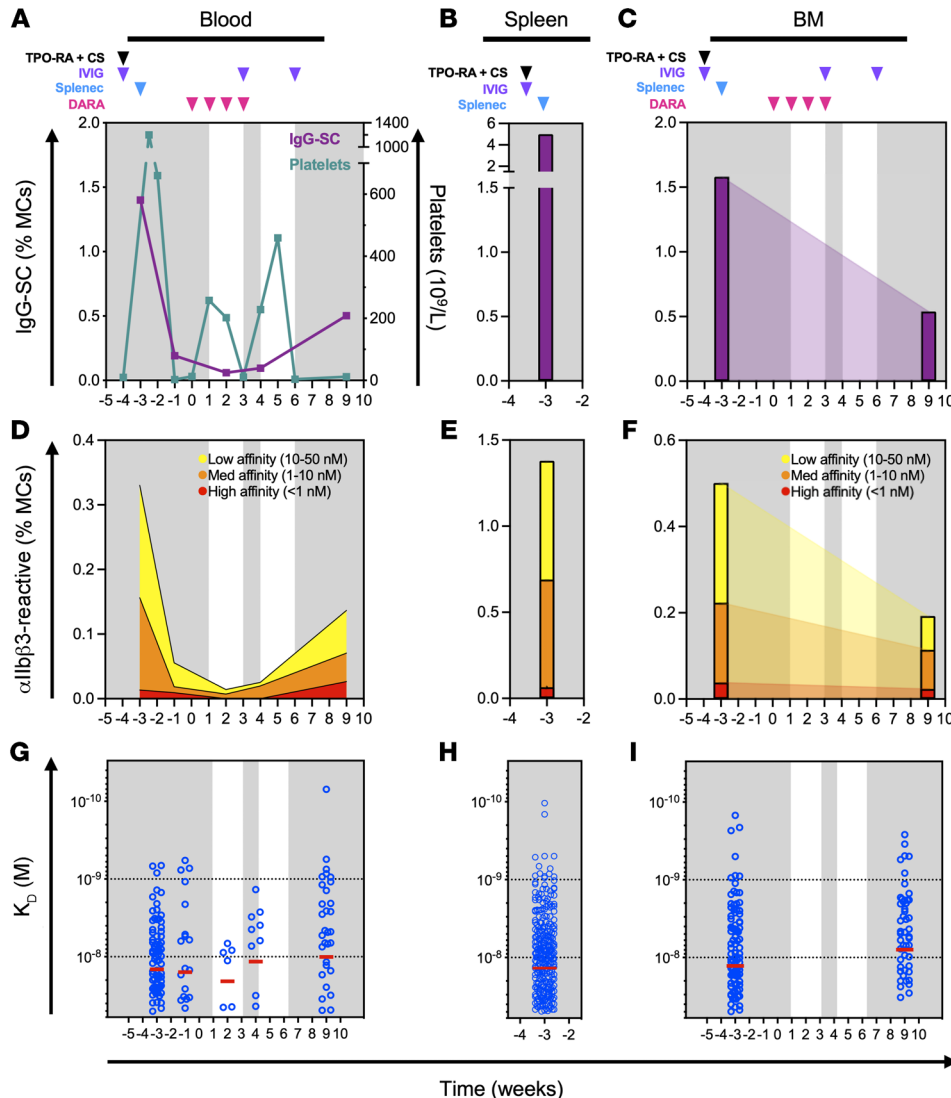 A Blood
B Spleen
C BM
TPO-RA + CS
IVIG
Splenec
DARA
TPO-RA + CS
IVIG
Splenec
TPO-RA + CS
IVIG
Splenec
DARA
IgG-SC (% MCs)
2.0
1.5
1.0
0.5
0.0
IgG-SC
Platelets
1400
1000
600
400
200
0
Platelets (10⁹/L)
-5 -4 -3 -2 -1 0 1 2 3 4 5 6 7 8 9 10
6
4
2
1.5
1.0
0.5
0.0
-4 -3 -2
2.0
1.5
1.0
0.5
0.0
-5 -4 -3 -2 -1 0 1 2 3 4 5 6 7 8 9 10
D
αIIbβ3-reactive (% MCs)
0.4
0.3
0.2
0.1
0.0
Low affinity (10-50 nM)
Med affinity (1-10 nM)
High affinity (<1 nM)
-5 -4 -3 -2 -1 0 1 2 3 4 5 6 7 8 9 10
E
1.5
1.0
0.5
0.0
-4 -3 -2
F
0.6
0.4
0.2
0.0
Low affinity (10-50 nM)
Med affinity (1-10 nM)
High affinity (<1 nM)
-5 -4 -3 -2 -1 0 1 2 3 4 5 6 7 8 9 10
G
K_D (M)
10⁻¹⁰
10⁻⁹
10⁻⁸
-5 -4 -3 -2 -1 0 1 2 3 4 5 6 7 8 9 10
H
10⁻¹⁰
10⁻⁹
10⁻⁸
-4 -3 -2
I
10⁻¹⁰
10⁻⁹
10⁻⁸
-5 -4 -3 -2 -1 0 1 2 3 4 5 6 7 8 9 10
Time (weeks)